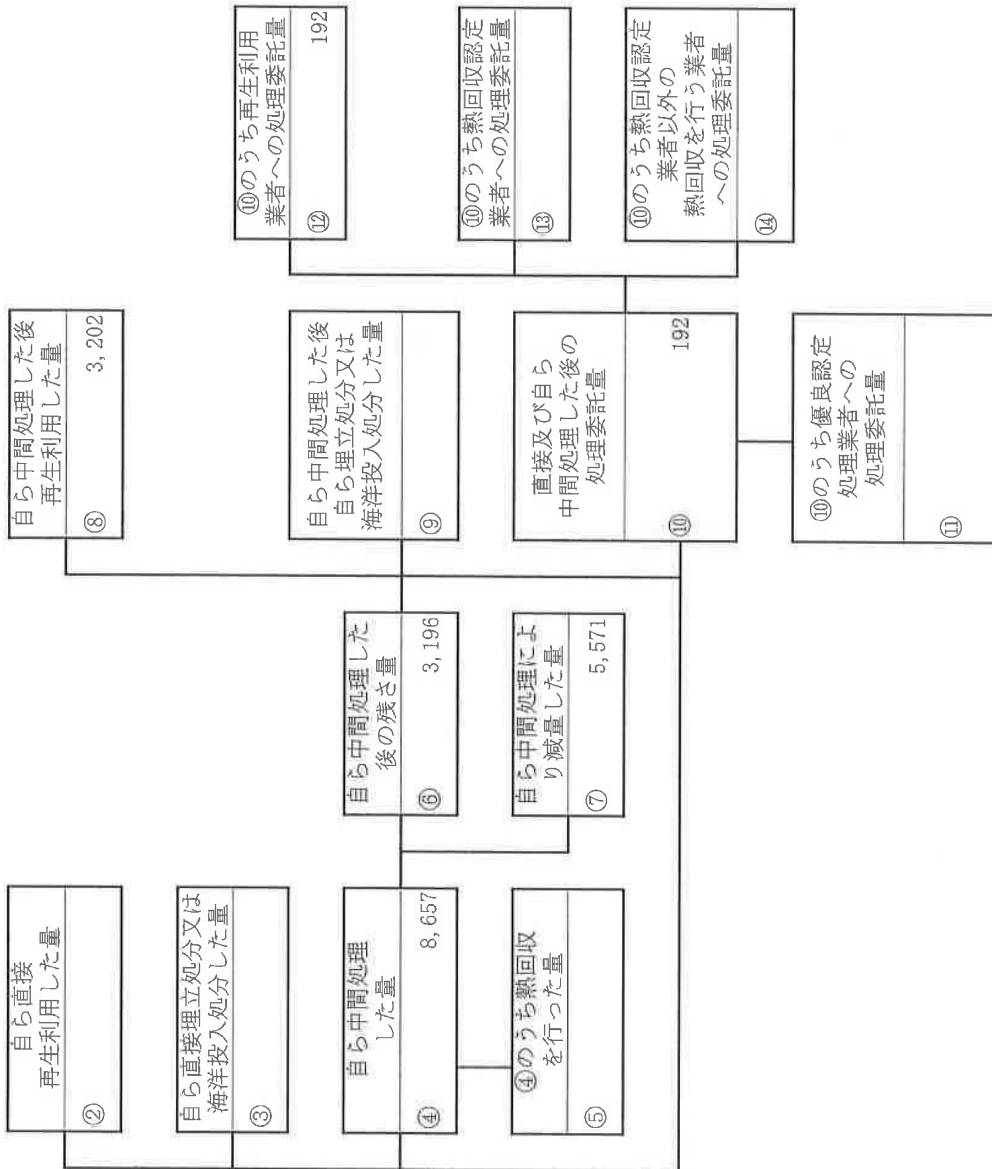 自ら直接
再生利用した量
②
自ら直接埋立処分又は
海洋投入処分した量
③
自ら中間処理
した量
④ 8,657
④のうち熱回収
を行った量
⑤
自ら中間処理した
後の残さ量
⑥ 3,196
自ら中間処理によ
り減量した量
⑦ 5,571
自ら中間処理した後
再生利用した量
⑧ 3,202
自ら中間処理した後
自ら埋立処分又は
海洋投入処分した量
⑨
直接及び自ら
中間処理した後の
処理委託量
⑩ 192
⑩のうち優良認定
処理業者への
処理委託量
⑪
⑩のうち再生利用
業者への処理委託量
⑫ 192
⑩のうち熱回収認定
業者への処理委託量
⑬
⑩のうち熱回収認定
業者以外の
熱回収を行う業者
への処理委託量
⑭